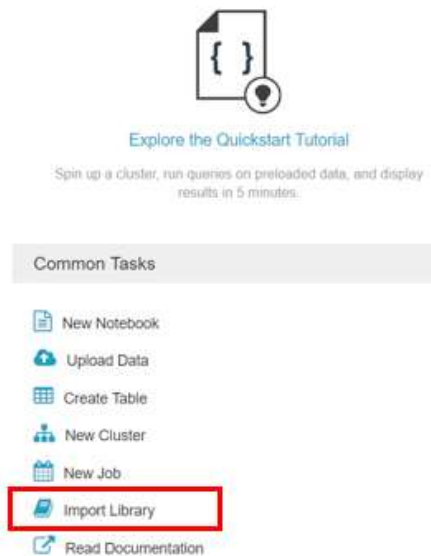 { }
Explore the Quickstart Tutorial
Spin up a cluster, run queries on preloaded data, and display
results in 5 minutes.
Common Tasks
New Notebook
Upload Data
Create Table
New Cluster
New Job
Import Library
Read Documentation